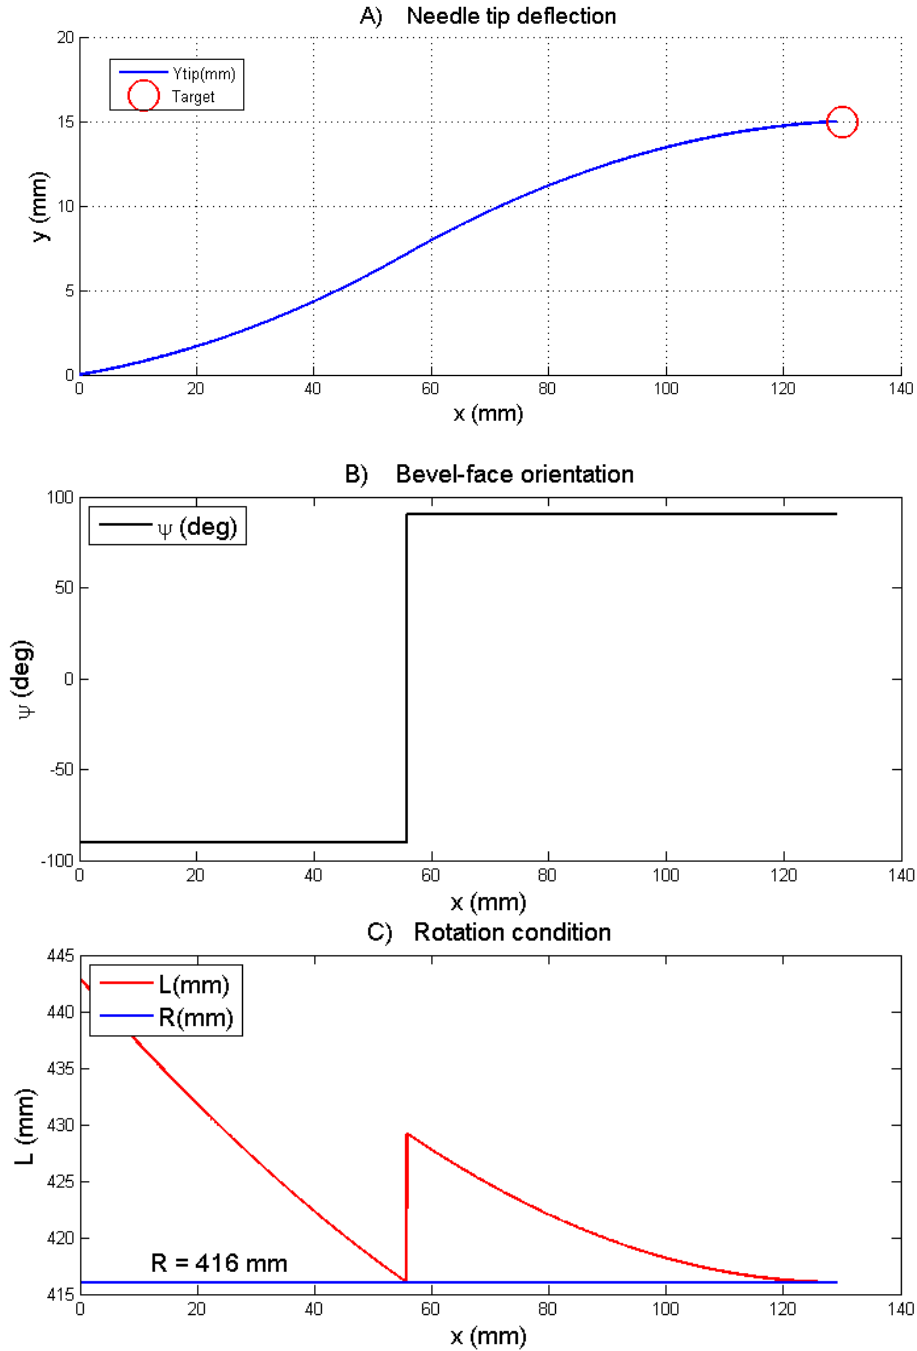 A) Needle tip deflection
20
15
10
5
0
y (mm)
Ytip(mm)
Target
0 20 40 60 80 100 120 140
x (mm)
B) Bevel-face orientation
100
50
0
-50
-100
ψ (deg)
ψ (deg)
0 20 40 60 80 100 120 140
x (mm)
C) Rotation condition
445
440
435
430
425
420
415
L (mm)
L(mm)
R(mm)
R = 416 mm
0 20 40 60 80 100 120 140
x (mm)